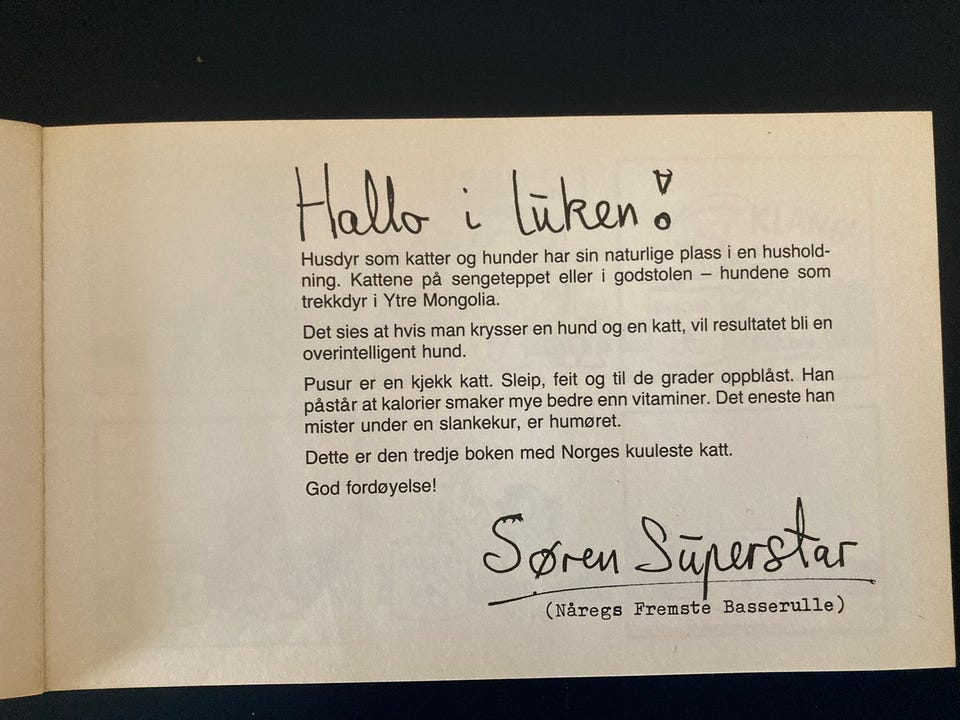 Hallo i lūken!
Husdyr som katter og hunder har sin naturlige plass i en hushold-
ning. Kattene på sengeteppet eller i godstolen – hundene som
trekkdyr i Ytre Mongolia.
Det sies at hvis man krysser en hund og en katt, vil resultatet bli en
overintelligent hund.
Pusur er en kjekk katt. Sleip, feit og til de grader oppblåst. Han
påstår at kalorier smaker mye bedre enn vitaminer. Det eneste han
mister under en slankekur, er humøret.
Dette er den tredje boken med Norges kuuleste katt.
God fordøyelse!
Søren Sūperstar
(Nåregs Fremste Basserulle)